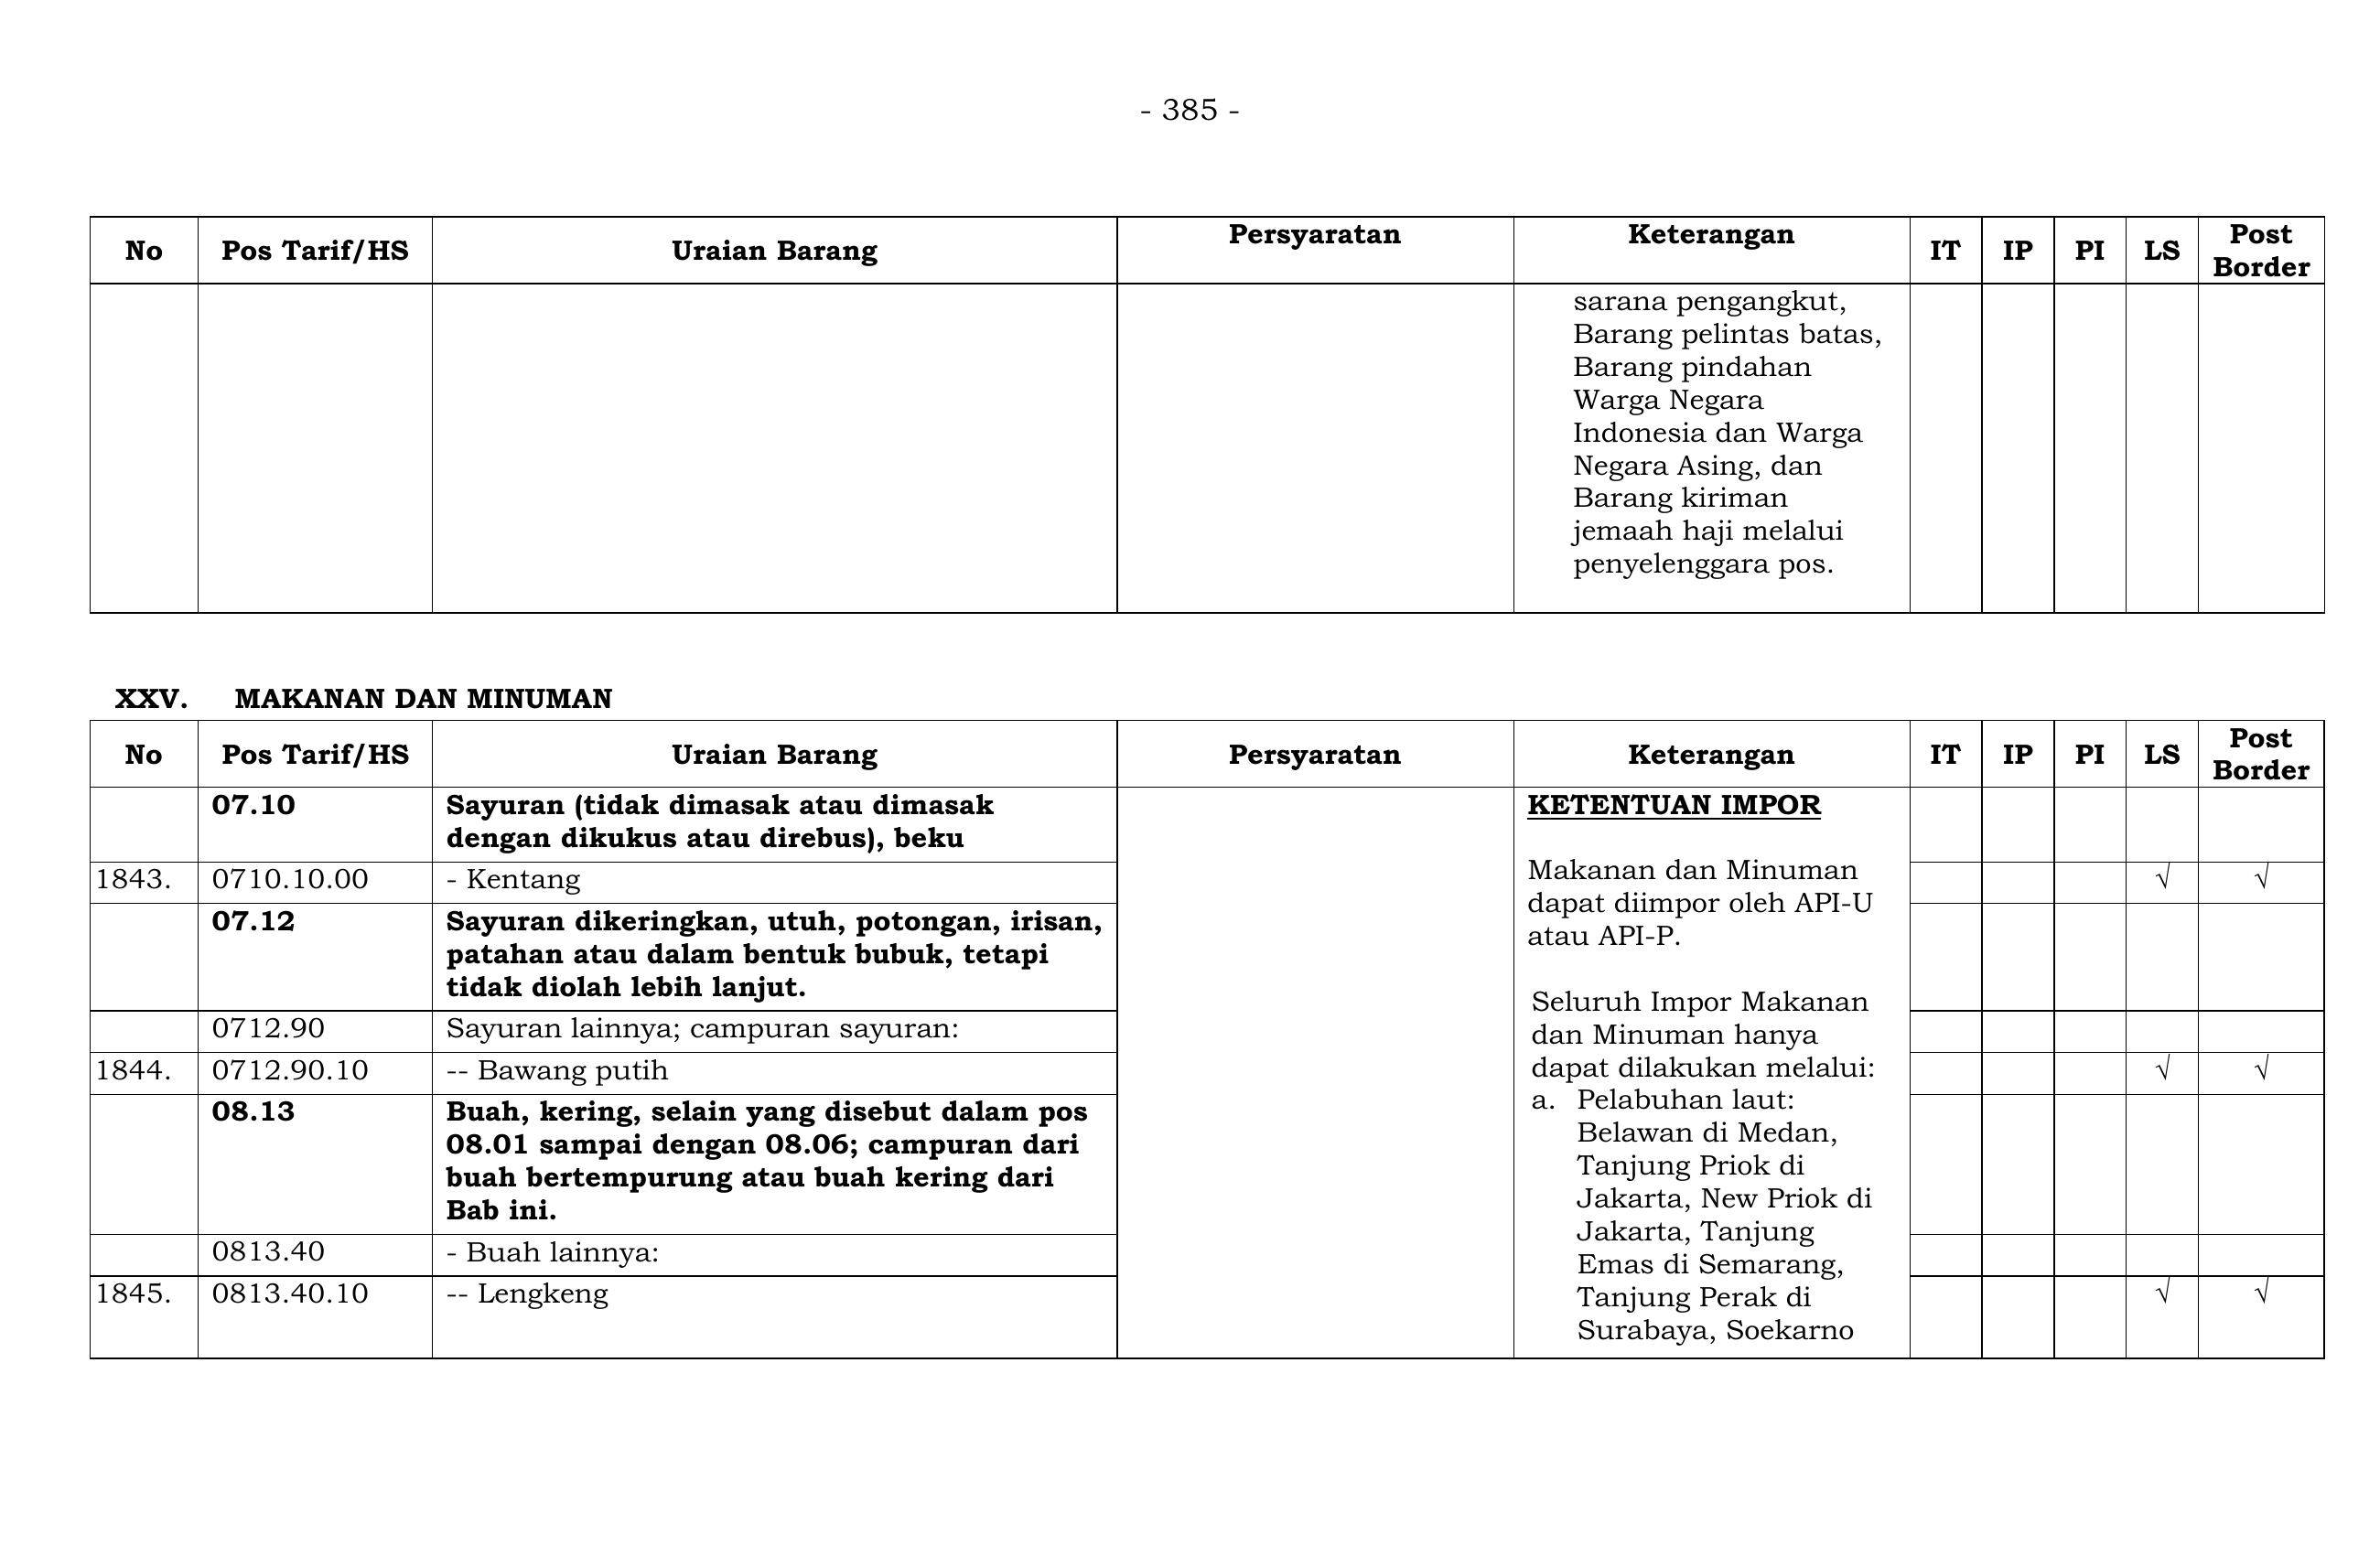 - 385 -
No Pos Tarif/HS Uraian Barang Persyaratan Keterangan IT IP PI LS Post Border
sarana pengangkut,
Barang pelintas batas,
Barang pindahan
Warga Negara
Indonesia dan Warga
Negara Asing, dan
Barang kiriman
jemaah haji melalui
penyelenggara pos.
XXV. MAKANAN DAN MINUMAN
No Pos Tarif/HS Uraian Barang Persyaratan Keterangan IT IP PI LS Post Border
07.10 Sayuran (tidak dimasak atau dimasak
dengan dikukus atau direbus), beku
1843. 0710.10.00 - Kentang √ √
07.12 Sayuran dikeringkan, utuh, potongan, irisan,
patahan atau dalam bentuk bubuk, tetapi
tidak diolah lebih lanjut.
0712.90 Sayuran lainnya; campuran sayuran:
1844. 0712.90.10 -- Bawang putih √ √
08.13 Buah, kering, selain yang disebut dalam pos
08.01 sampai dengan 08.06; campuran dari
buah bertempurung atau buah kering dari
Bab ini.
0813.40 - Buah lainnya:
1845. 0813.40.10 -- Lengkeng √ √
KETENTUAN IMPOR
Makanan dan Minuman
dapat diimpor oleh API-U
atau API-P.
Seluruh Impor Makanan
dan Minuman hanya
dapat dilakukan melalui:
a. Pelabuhan laut:
Belawan di Medan,
Tanjung Priok di
Jakarta, New Priok di
Jakarta, Tanjung
Emas di Semarang,
Tanjung Perak di
Surabaya, Soekarno